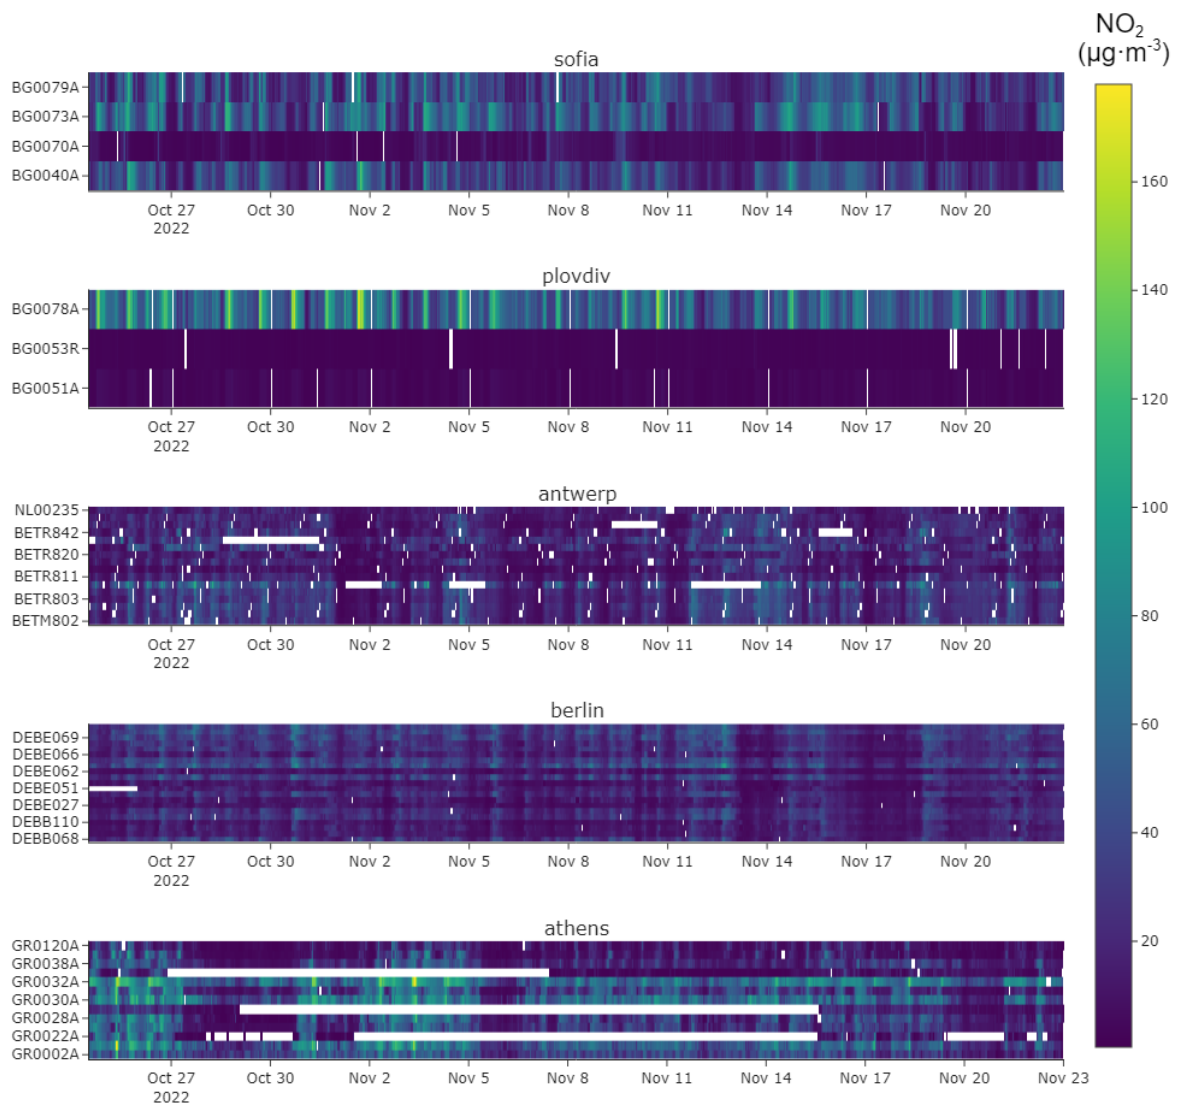 NO2
(µg·m-3)
sofia
BG0079A
BG0073A
BG0070A
BG0040A
Oct 27 Oct 30 Nov 2 Nov 5 Nov 8 Nov 11 Nov 14 Nov 17 Nov 20
2022
plovdiv
BG0078A
BG0053R
BG0051A
Oct 27 Oct 30 Nov 2 Nov 5 Nov 8 Nov 11 Nov 14 Nov 17 Nov 20
2022
antwerp
NL00235
BETR842
BETR820
BETR811
BETR803
BETM802
Oct 27 Oct 30 Nov 2 Nov 5 Nov 8 Nov 11 Nov 14 Nov 17 Nov 20
2022
berlin
DEBE069
DEBE066
DEBE062
DEBE051
DEBE027
DEBB110
DEBB068
Oct 27 Oct 30 Nov 2 Nov 5 Nov 8 Nov 11 Nov 14 Nov 17 Nov 20
2022
athens
GR0120A
GR0038A
GR0032A
GR0030A
GR0028A
GR0022A
GR0002A
Oct 27 Oct 30 Nov 2 Nov 5 Nov 8 Nov 11 Nov 14 Nov 17 Nov 20 Nov 23
2022
160
140
120
100
80
60
40
20